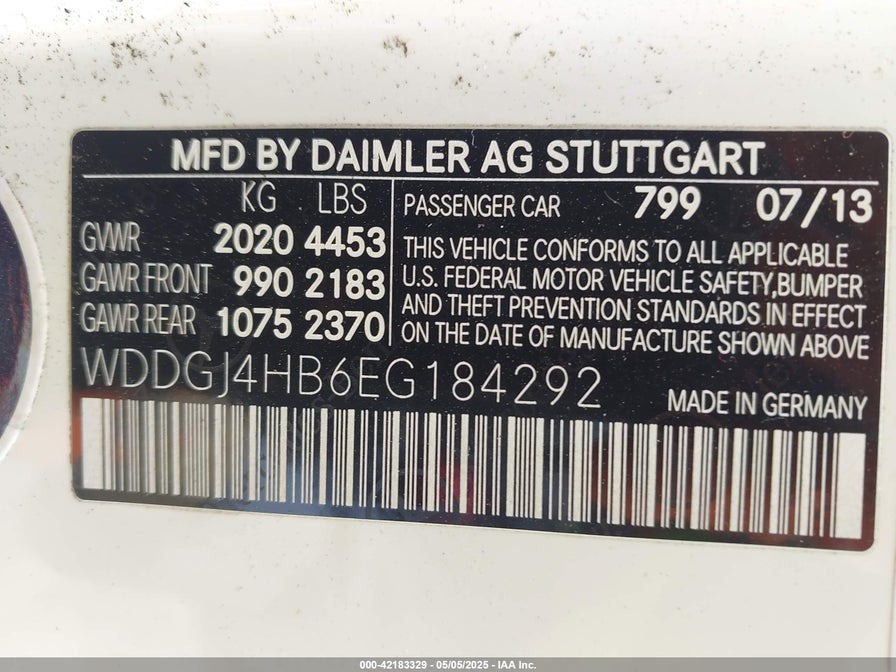 MFD BY DAIMLER AG STUTTGART
KG LBS
GVWR 2020 4453
GAWR FRONT 990 2183
GAWR REAR 1075 2370
PASSENGER CAR 799 07/13
THIS VEHICLE CONFORMS TO ALL APPLICABLE
U.S. FEDERAL MOTOR VEHICLE SAFETY,BUMPER
AND THEFT PREVENTION STANDARDS IN EFFECT
ON THE DATE OF MANUFACTURE SHOWN ABOVE
WDDGJ4HB6EG184292
MADE IN GERMANY
000-42183329 - 05/05/2025 - IAA Inc.